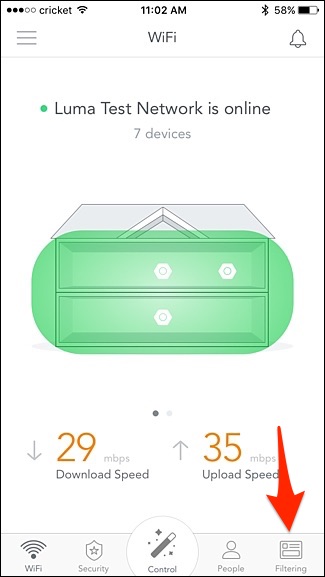 cricket 11:02 AM 58%
WiFi
Luma Test Network is online
7 devices
29 mbps 35 mbps
Download Speed Upload Speed
WiFi Security Control People Filtering